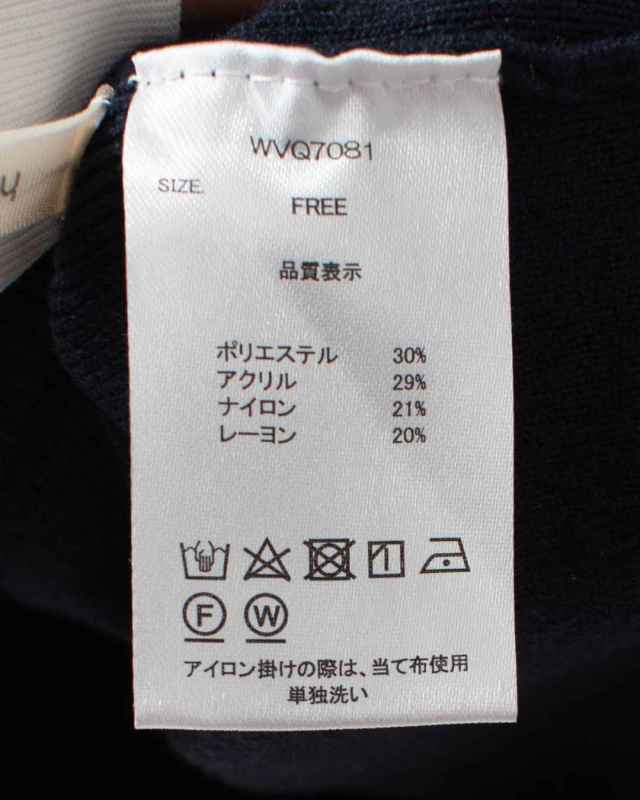 WVQ7081
SIZE.
FREE
品質表示
ポリエステル 30%
アクリル 29%
ナイロン 21%
レーヨン 20%
F W
アイロン掛けの際は、当て布使用
単独洗い